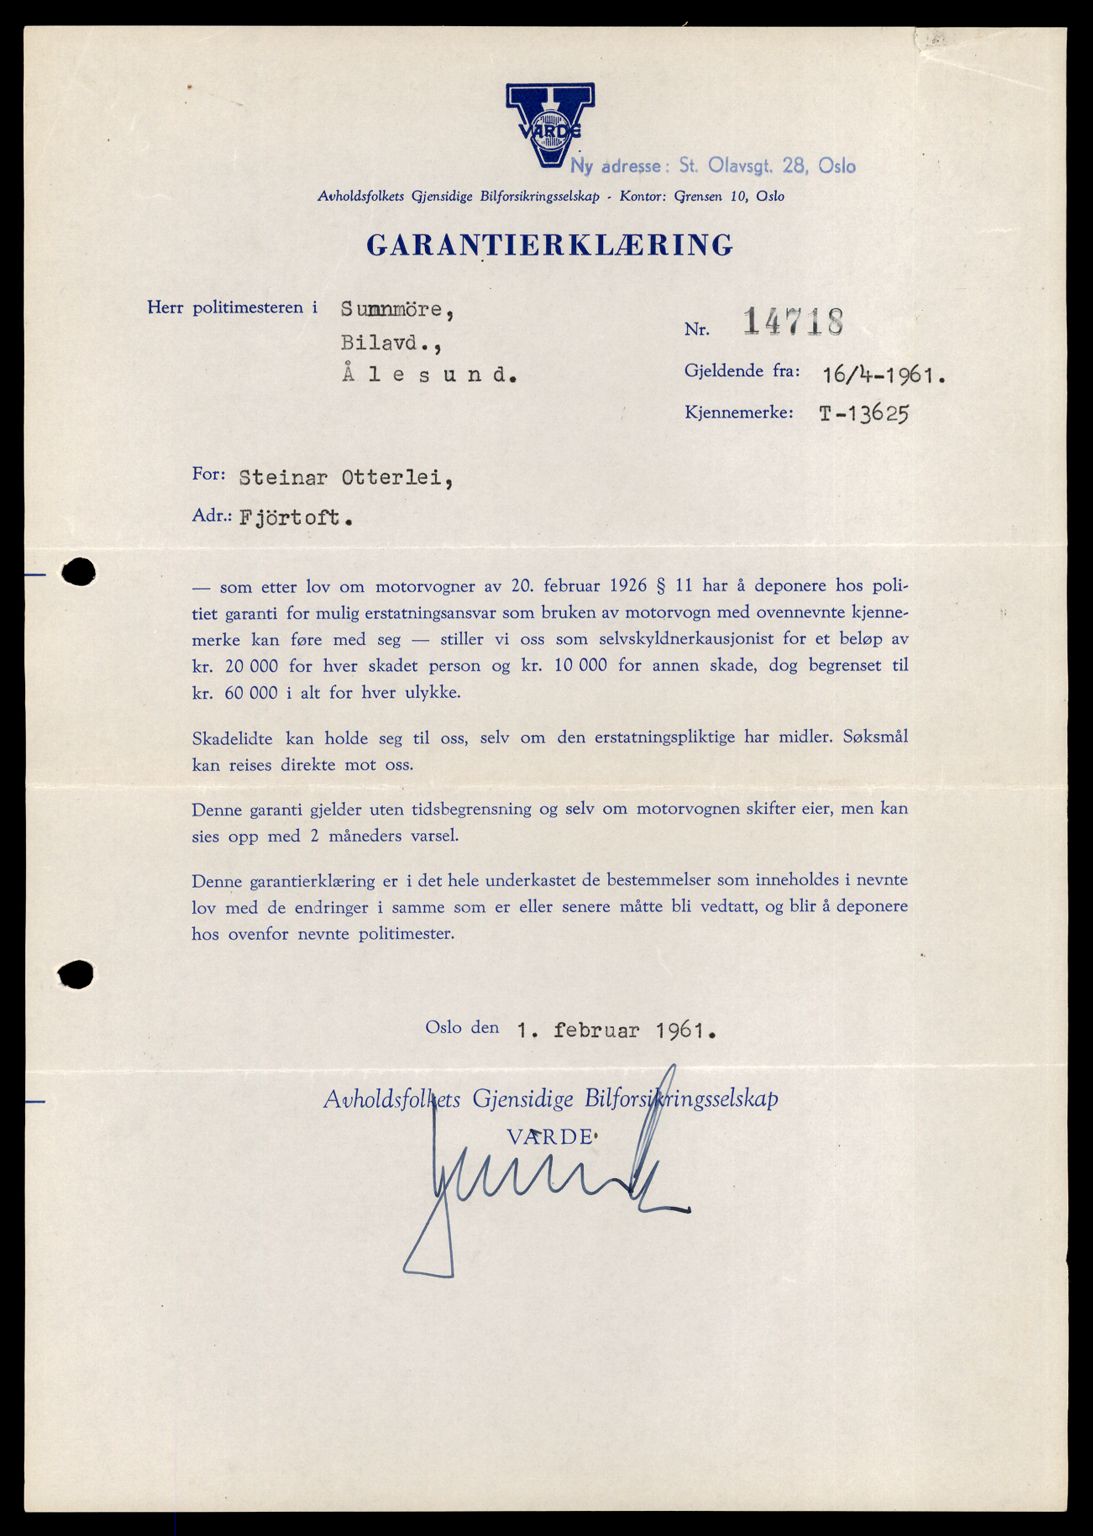 VARDE
Ny adresse: St. Olavsgt. 28, Oslo
Avholdsfolkets Gjensidige Bilforsikringsselskap - Kontor: Grensen 10, Oslo
GARANTIERKLÆRING
Herr politimesteren i Sunnmöre,
Bilavd.,
Ålesund.
Nr. 14718
Gjeldende fra: 16/4-1961.
Kjennemerke: T-13625
For: Steinar Otterlei,
Adr.: Fjörtoft.
— som etter lov om motorvogner av 20. februar 1926 § 11 har å deponere hos poli-
tiet garanti for mulig erstatningsansvar som bruken av motorvogn med ovennevnte kjenne-
merke kan føre med seg — stiller vi oss som selvskyldnerkausjonist for et beløp av
kr. 20 000 for hver skadet person og kr. 10 000 for annen skade, dog begrenset til
kr. 60 000 i alt for hver ulykke.
Skadelidte kan holde seg til oss, selv om den erstatningspliktige har midler. Søksmål
kan reises direkte mot oss.
Denne garanti gjelder uten tidsbegrensning og selv om motorvognen skifter eier, men kan
sies opp med 2 måneders varsel.
Denne garantierklæring er i det hele underkastet de bestemmelser som inneholdes i nevnte
lov med de endringer i samme som er eller senere måtte bli vedtatt, og blir å deponere
hos ovenfor nevnte politimester.
Oslo den 1. februar 1961.
Avholdsfolkets Gjensidige Bilforsikringsselskap
VARDE